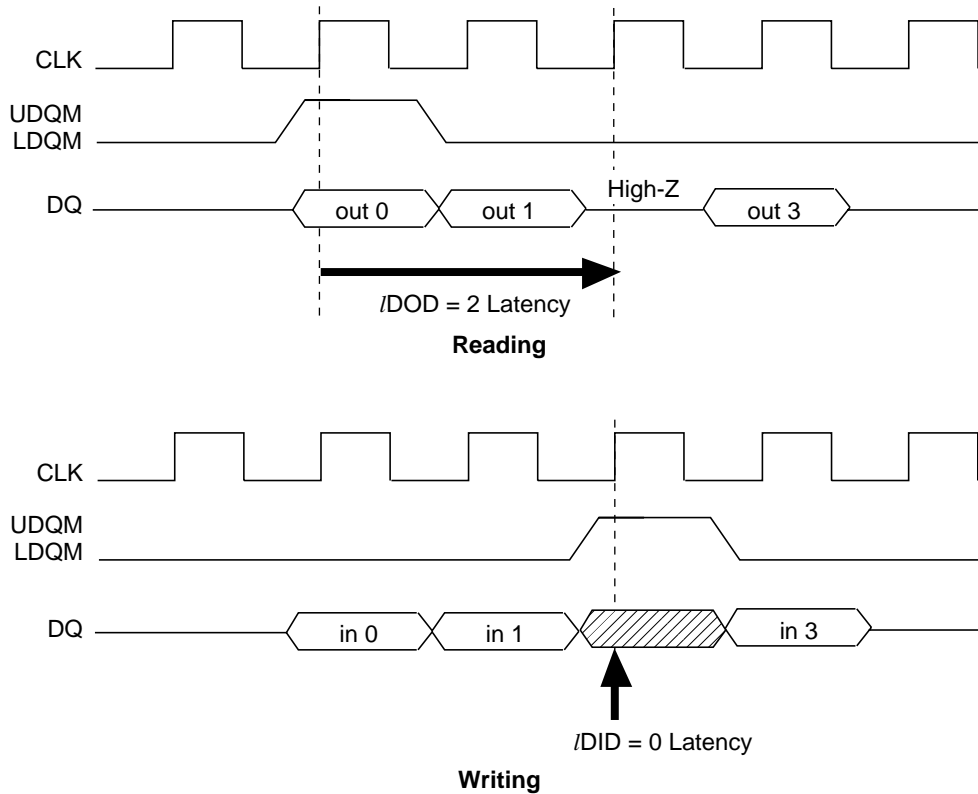 CLK
UDQM
LDQM
DQ
out 0
out 1
High-Z
out 3
lDOD = 2 Latency
Reading
CLK
UDQM
LDQM
DQ
in 0
in 1
in 3
lDID = 0 Latency
Writing